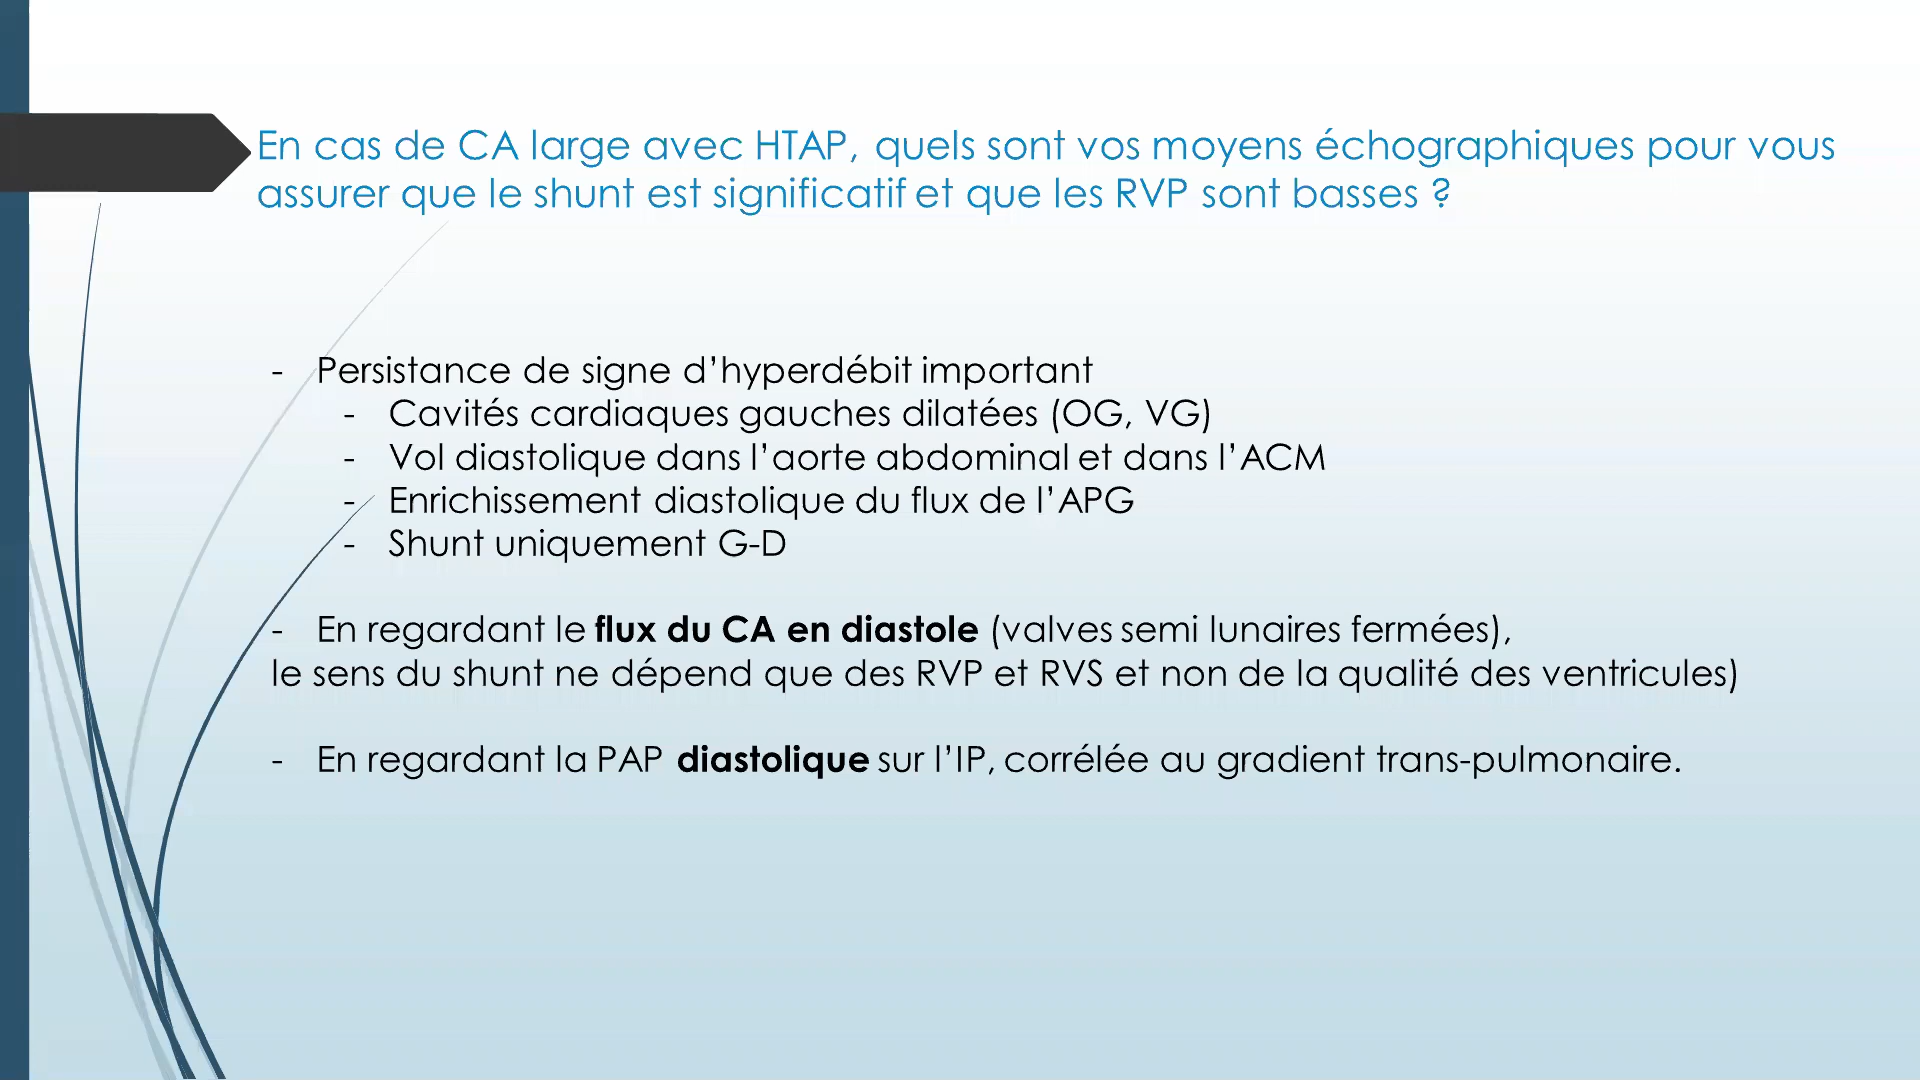 En cas de CA large avec HTAP, quels sont vos moyens échographiques pour vous
assurer que le shunt est significatif et que les RVP sont basses ?
- Persistance de signe d’hyperdébit important
- Cavités cardiaques gauches dilatées (OG, VG)
- Vol diastolique dans l’aorte abdominal et dans l’ACM
- Enrichissement diastolique du flux de l’APG
- Shunt uniquement G-D
- En regardant le flux du CA en diastole (valves semi lunaires fermées),
le sens du shunt ne dépend que des RVP et RVS et non de la qualité des ventricules)
- En regardant la PAP diastolique sur l’IP, corrélée au gradient trans-pulmonaire.